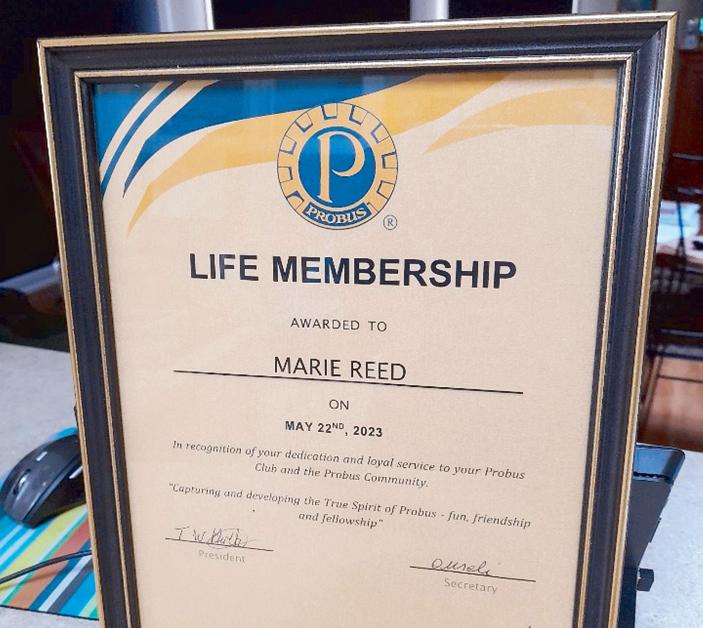 P
PROBUS
®
LIFE MEMBERSHIP
AWARDED TO
MARIE REED
ON
MAY 22ND, 2023
In recognition of your dedication and loyal service to your Probus
Club and the Probus Community.
"Capturing and developing the True Spirit of Probus - fun, friendship
and fellowship"
President
Secretary